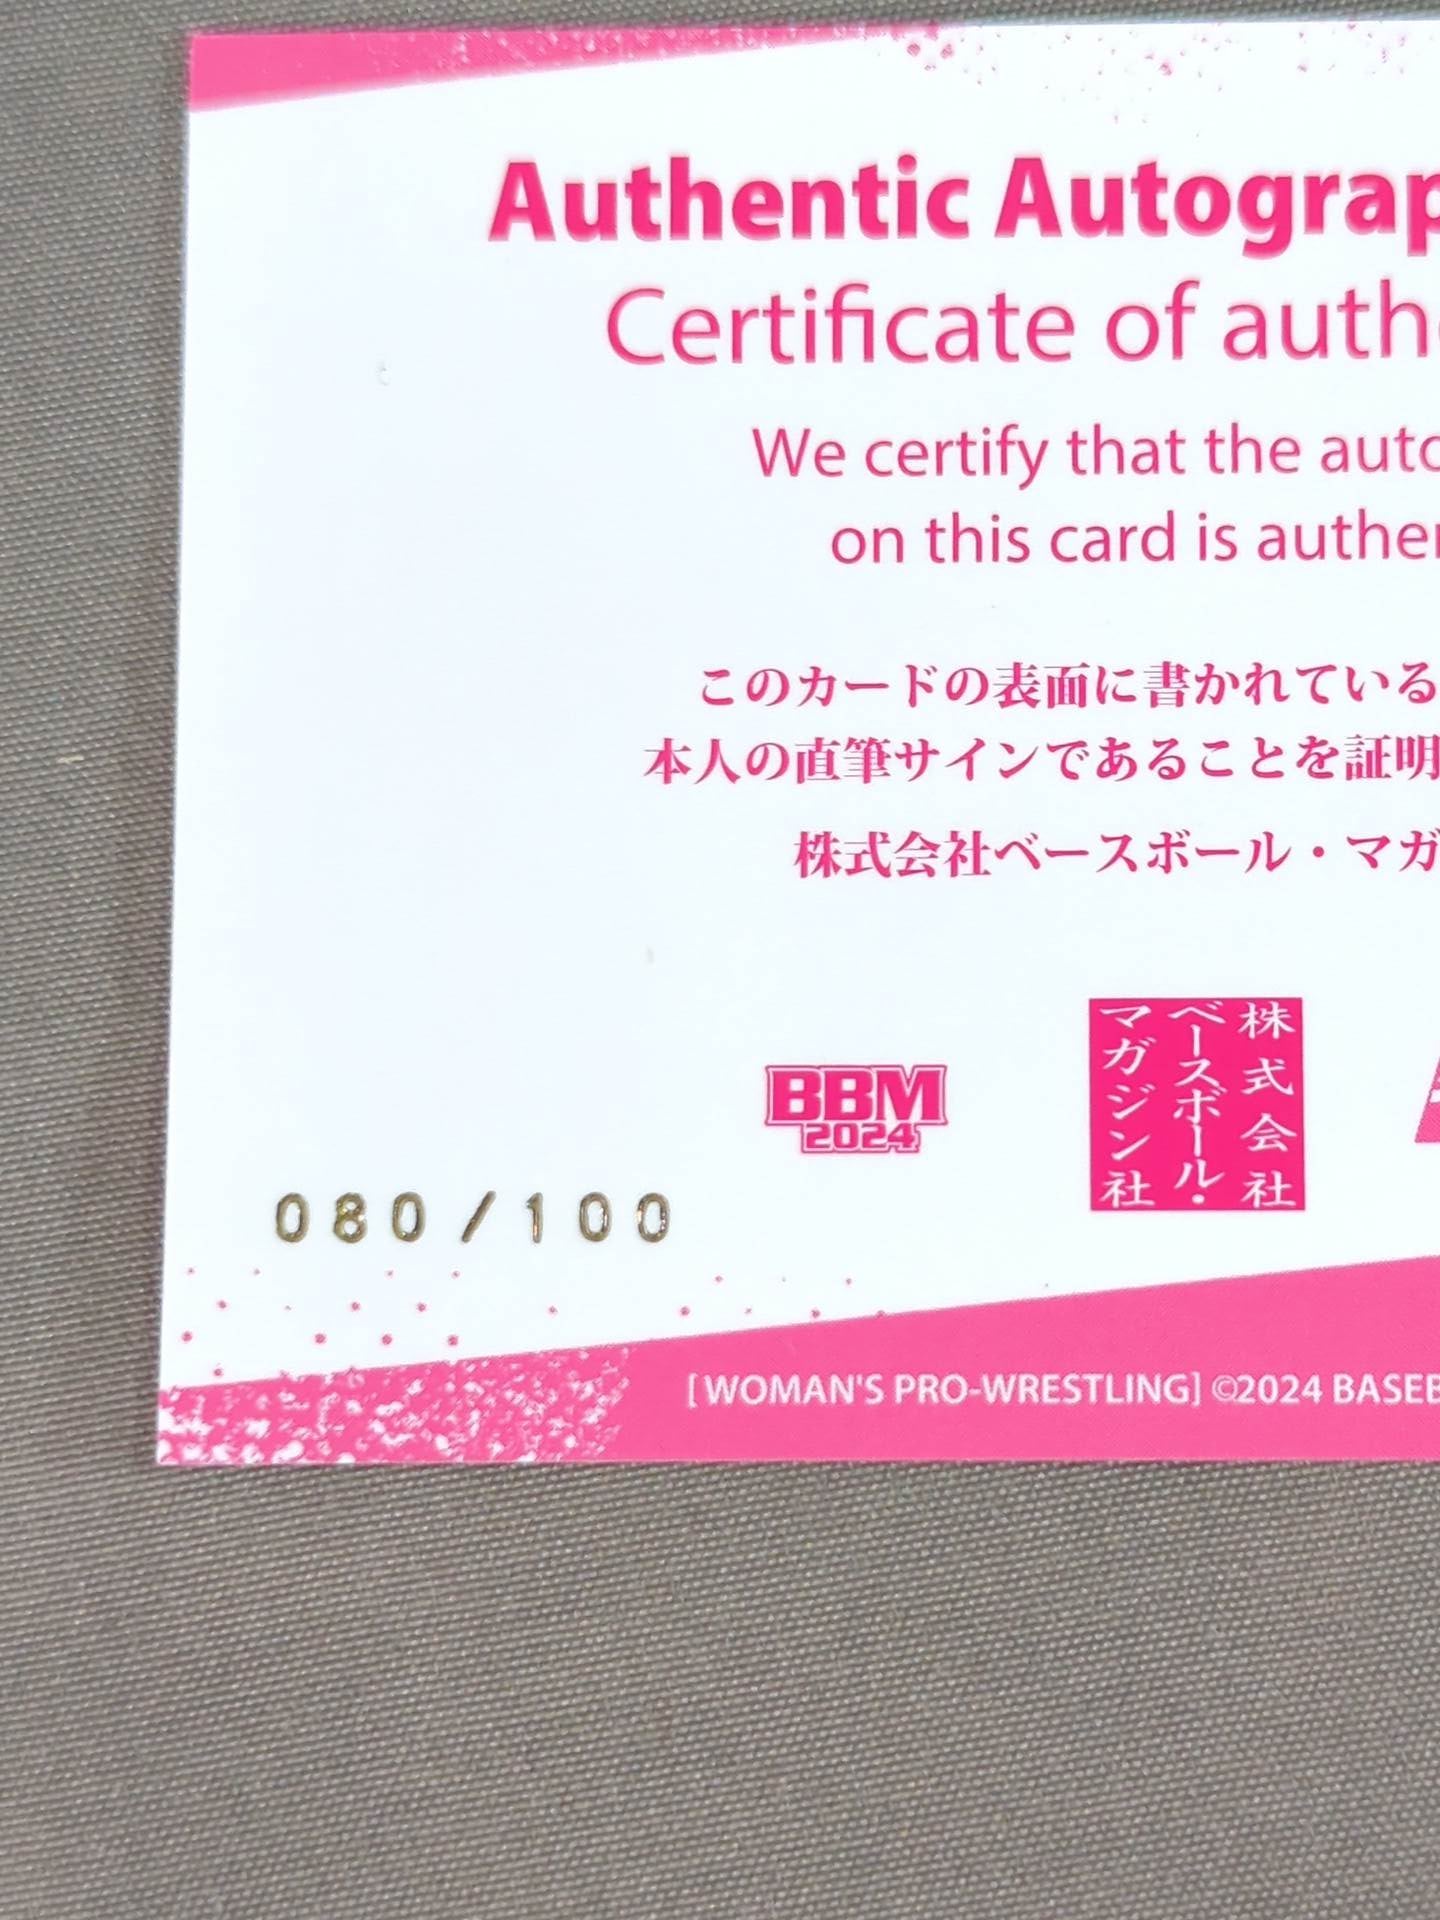 Authentic Autograp
Certificate of authe
We certify that the auto
on this card is authen
このカードの表面に書かれている
本人の直筆サインであることを証明
株式会社ベースボール・マガ
BBM
2024
株式会社
ベースボール・
マガジン社
080/100
[WOMAN'S PRO-WRESTLING] ©2024 BASEB